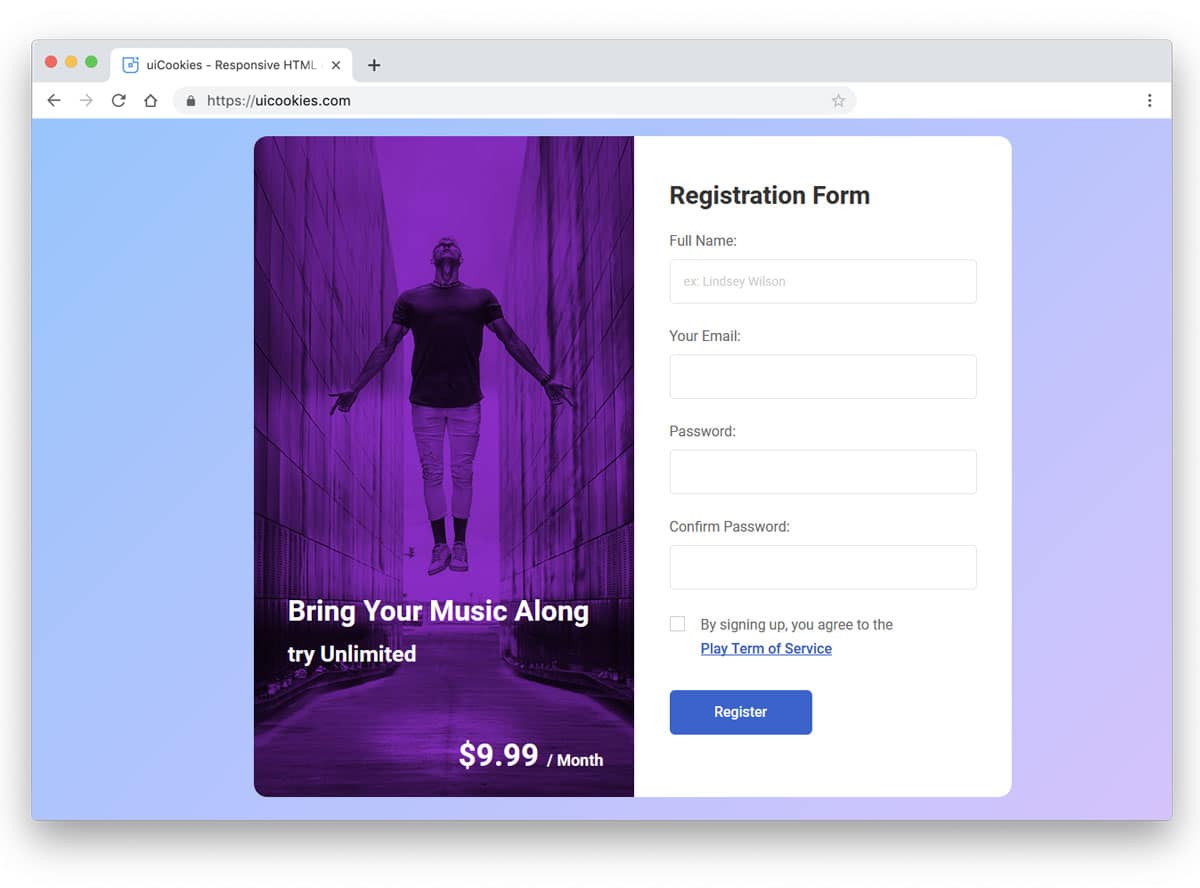 uiCookies - Responsive HTML
https://uicookies.com
Bring Your Music Along
try Unlimited
$9.99 / Month
Registration Form
Full Name:
ex: Lindsey Wilson
Your Email:
Password:
Confirm Password:
By signing up, you agree to the
Play Term of Service
Register